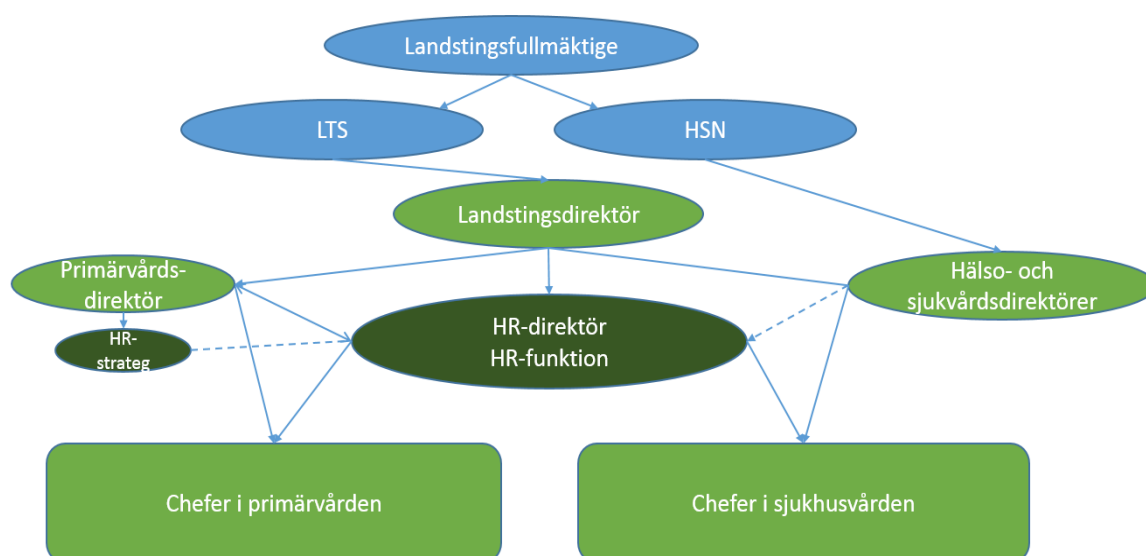 Landstingsfullmäktige
LTS
HSN
Landstingsdirektör
Primärvårds-
direktör
Hälso- och
sjukvårdsdirektörer
HR-
strateg
HR-direktör
HR-funktion
Chefer i primärvården
Chefer i sjukhusvården